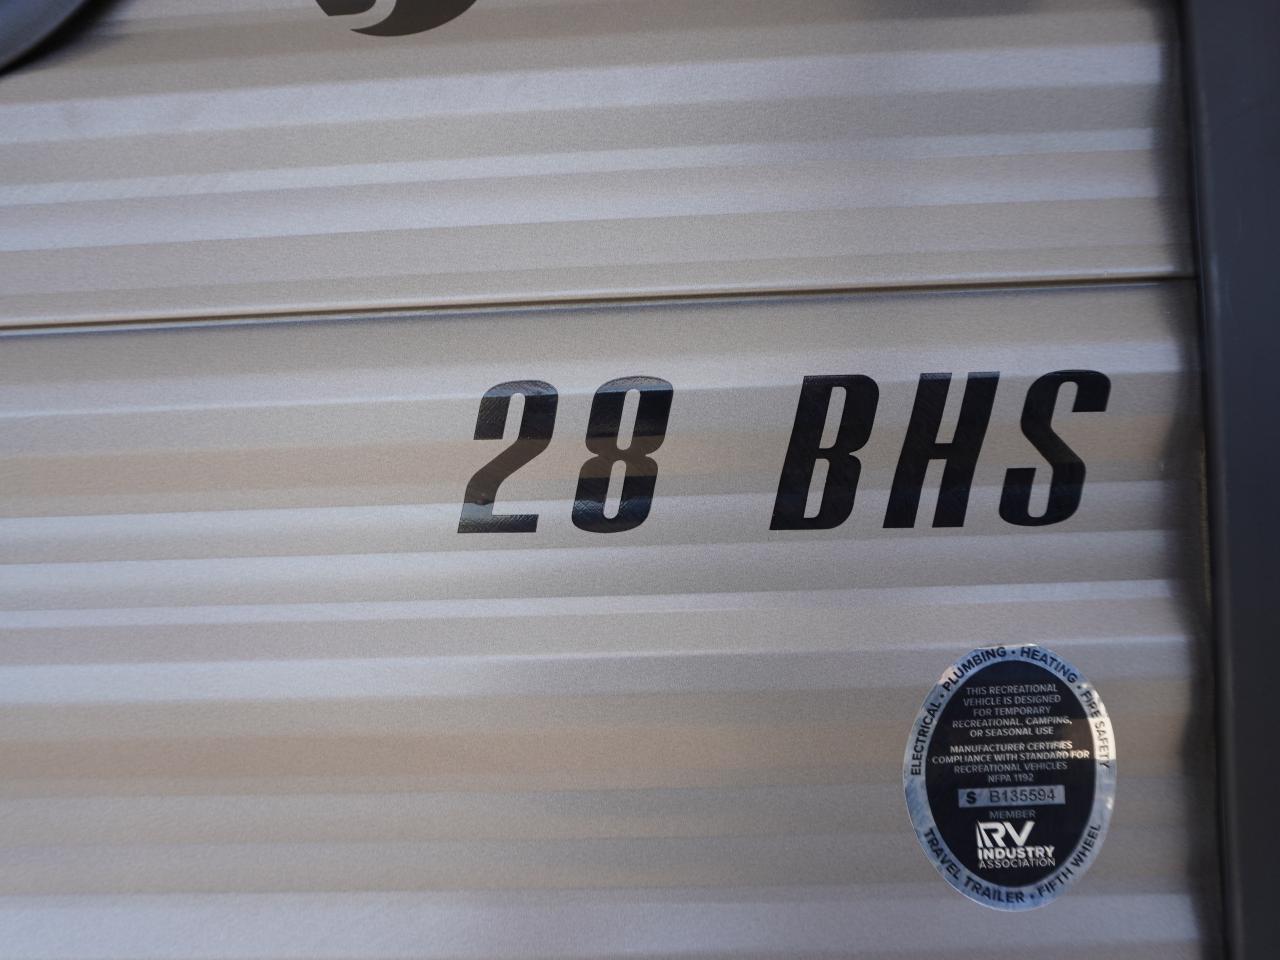 28 BHS
ELECTRICAL • PLUMBING • HEATING • FIRE SAFETY
THIS RECREATIONAL
VEHICLE IS DESIGNED
FOR TEMPORARY
RECREATIONAL, CAMPING,
OR SEASONAL USE
MANUFACTURER CERTIFIES
COMPLIANCE WITH STANDARD FOR
RECREATIONAL VEHICLES
NFPA 1192
S B135594
MEMBER
RV
INDUSTRY
ASSOCIATION
TRAVEL TRAILER • FIFTH WHEEL